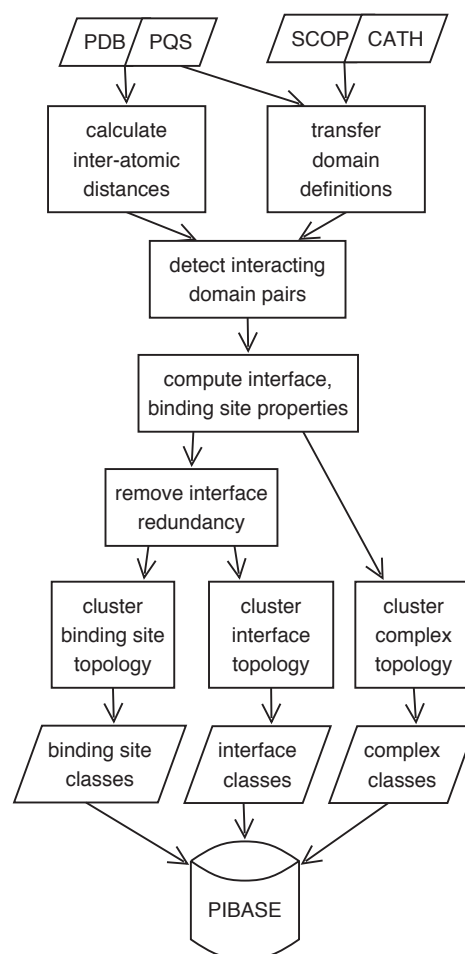 PDB PQS SCOP CATH
calculate
inter-atomic
distances
transfer
domain
definitions
detect interacting
domain pairs
compute interface,
binding site properties
remove interface
redundancy
cluster
binding site
topology
cluster
interface
topology
cluster
complex
topology
binding site
classes
interface
classes
complex
classes
PIBASE